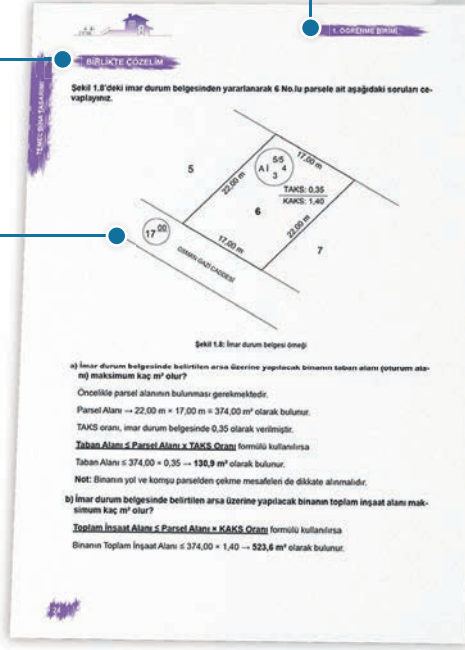 1. ÖĞRENME BİRİMİ
BİRLİKTE ÇÖZELİM
TEMEL BİNA TASARIMI
Şekil 1.8'deki imar durum belgesinden yararlanarak 6 No.lu parsele ait aşağıdaki soruları ce-
vaplayınız.
5
A I
5/5
4
3
17,00 m
22,00 m
TAKS: 0,35
KAKS: 1,40
6
22,00 m
7
17,00 m
17.00
OSMAN GAZİ CADDESİ
Şekil 1.8: İmar durum belgesi örneği
a) İmar durum belgesinde belirtilen arsa üzerine yapılacak binanın taban alanı (oturum ala-
nı) maksimum kaç m² olur?
Öncelikle parsel alanının bulunması gerekmektedir.
Parsel Alanı → 22,00 m × 17,00 m = 374,00 m² olarak bulunur.
TAKS oranı, imar durum belgesinde 0,35 olarak verilmiştir.
Taban Alanı ≤ Parsel Alanı x TAKS Oranı formülü kullanılırsa
Taban Alanı ≤ 374,00 × 0,35 → 130,9 m² olarak bulunur.
Not: Binanın yol ve komşu parselden çekme mesafeleri de dikkate alınmalıdır.
b) İmar durum belgesinde belirtilen arsa üzerine yapılacak binanın toplam inşaat alanı mak-
simum kaç m² olur?
Toplam İnşaat Alanı ≤ Parsel Alanı × KAKS Oranı formülü kullanılırsa
Binanın Toplam İnşaat Alanı ≤ 374,00 × 1,40 → 523,6 m² olarak bulunur.
24